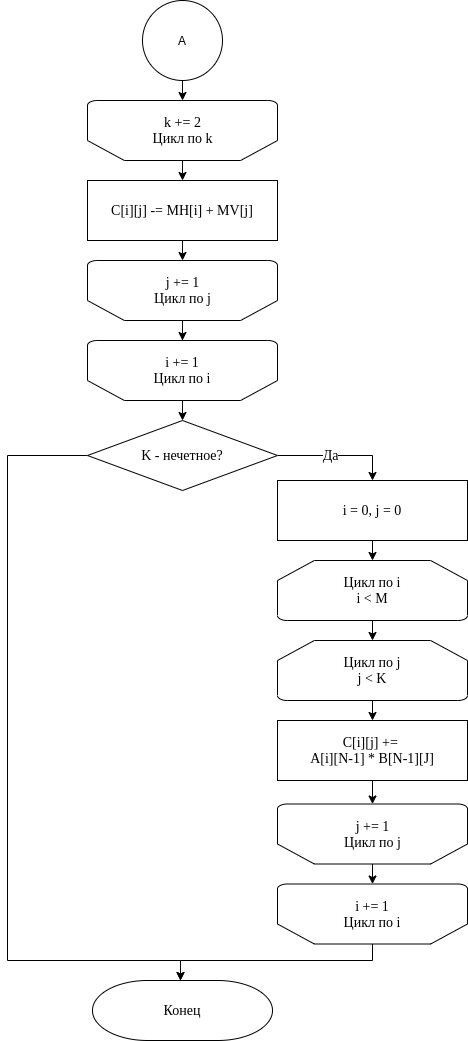 A
k += 2
Цикл по k
C[i][j] -= MH[i] + MV[j]
j += 1
Цикл по j
i += 1
Цикл по i
K - нечетное?
Да
i = 0, j = 0
Цикл по i
i < M
Цикл по j
j < K
C[i][j] +=
A[i][N-1] * B[N-1][J]
j += 1
Цикл по j
i += 1
Цикл по i
Конец